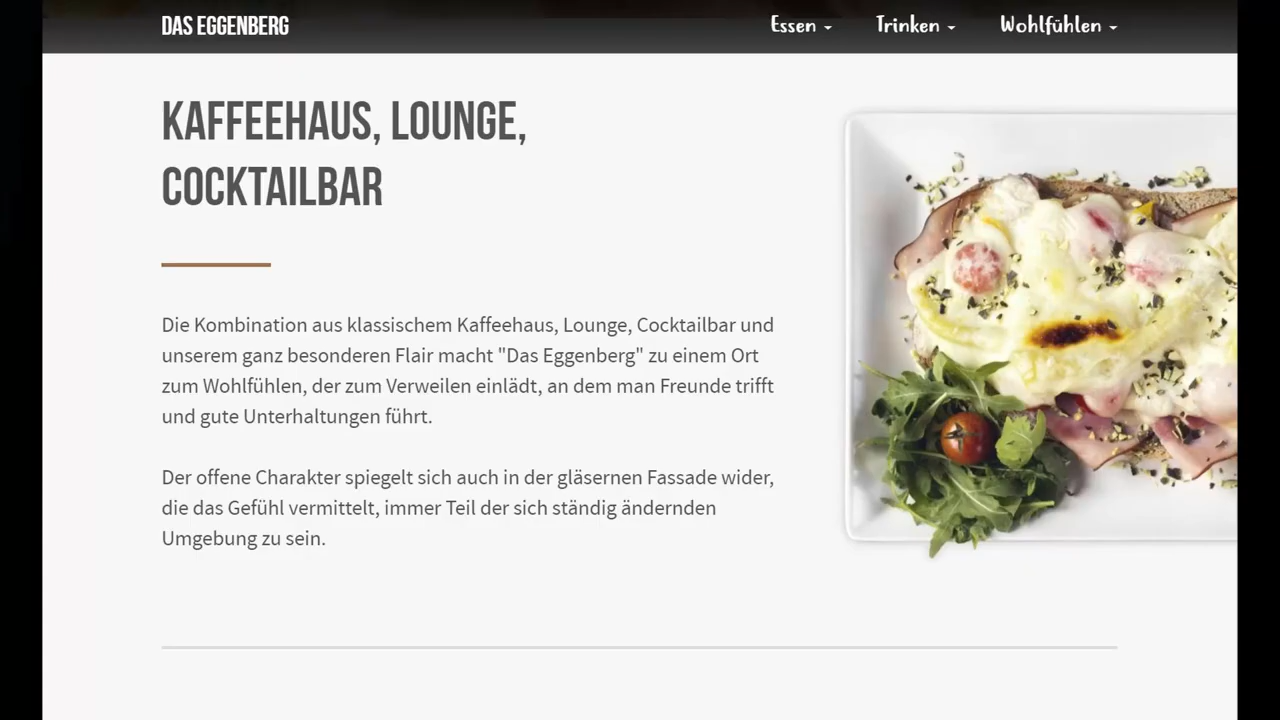 DAS EGGENBERG
Essen
Trinken
Wohlfühlen
KAFFEEHAUS, LOUNGE,
COCKTAILBAR
Die Kombination aus klassischem Kaffeehaus, Lounge, Cocktailbar und
unserem ganz besonderen Flair macht "Das Eggenberg" zu einem Ort
zum Wohlfühlen, der zum Verweilen einlädt, an dem man Freunde trifft
und gute Unterhaltungen führt.
Der offene Charakter spiegelt sich auch in der gläsernen Fassade wider,
die das Gefühl vermittelt, immer Teil der sich ständig ändernden
Umgebung zu sein.